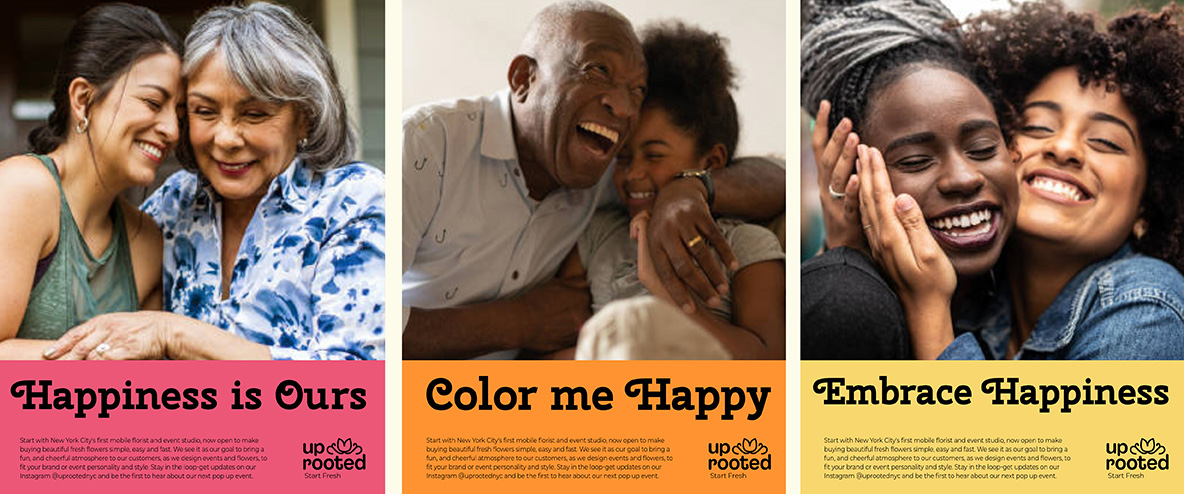 Happiness is Ours
Start with New York City's first mobile florist and event studio, now open to make
buying beautiful fresh flowers simple, easy and fast. We see it as our goal to bring a
fun, and cheerful atmosphere to our customers, as we design events and flowers, to
fit your brand or event personality and style. Stay in the loop-get updates on our
Instagram @uprootednyc and be the first to hear about our next pop up event.
up
rooted
Start Fresh
Color me Happy
Start with New York City's first mobile florist and event studio, now open to make
buying beautiful fresh flowers simple, easy and fast. We see it as our goal to bring a
fun, and cheerful atmosphere to our customers, as we design events and flowers, to
fit your brand or event personality and style. Stay in the loop-get updates on our
Instagram @uprootednyc and be the first to hear about our next pop up event.
up
rooted
Start Fresh
Embrace Happiness
Start with New York City's first mobile florist and event studio, now open to make
buying beautiful fresh flowers simple, easy and fast. We see it as our goal to bring a
fun, and cheerful atmosphere to our customers, as we design events and flowers, to
fit your brand or event personality and style. Stay in the loop-get updates on our
Instagram @uprootednyc and be the first to hear about our next pop up event.
up
rooted
Start Fresh